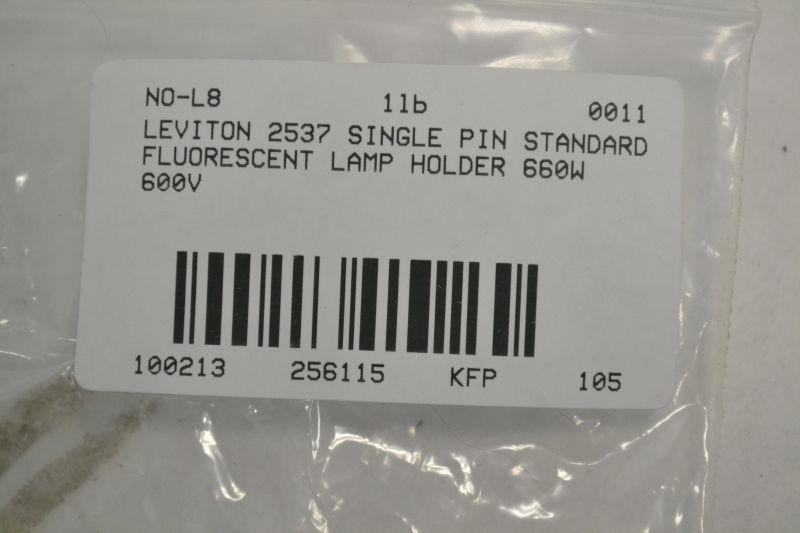 NO-L8 1lb 0011
LEVITON 2537 SINGLE PIN STANDARD
FLUORESCENT LAMP HOLDER 660W
600V
100213 256115 KFP 105